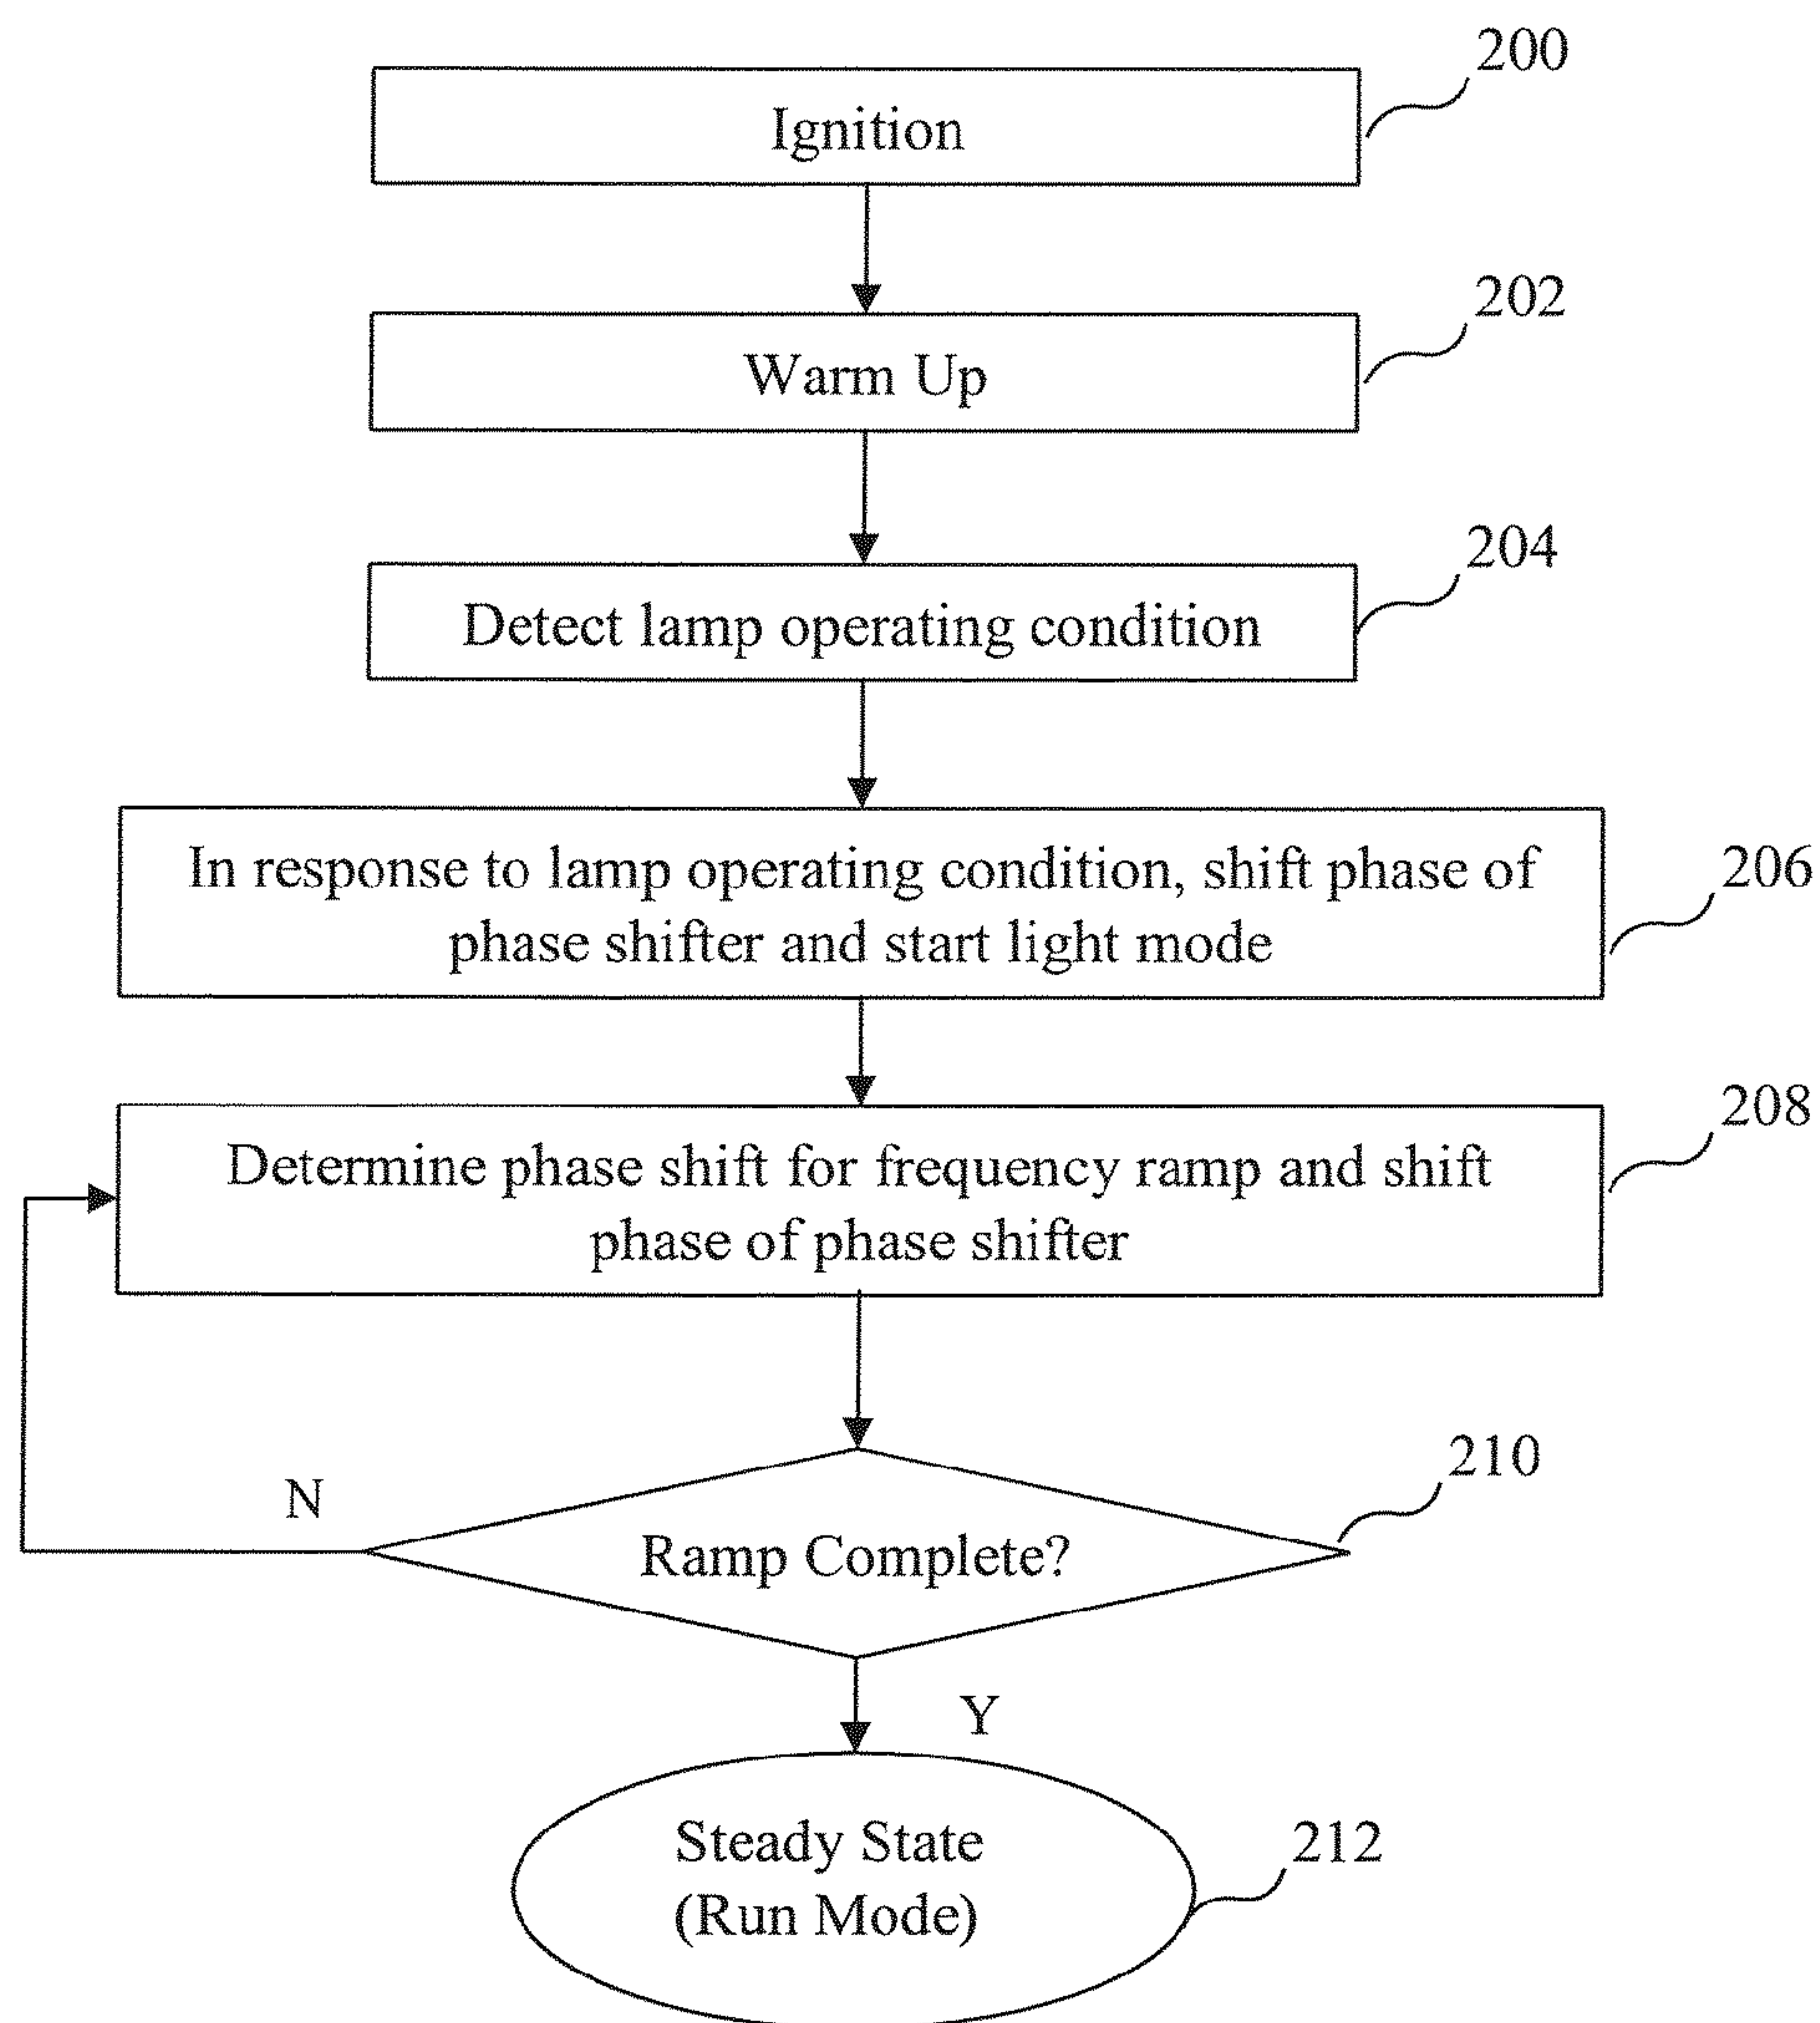 200
Ignition
202
Warm Up
204
Detect lamp operating condition
In response to lamp operating condition, shift phase of
phase shifter and start light mode
206
208
Determine phase shift for frequency ramp and shift
phase of phase shifter
210
N
Ramp Complete?
Y
Steady State
(Run Mode)
212